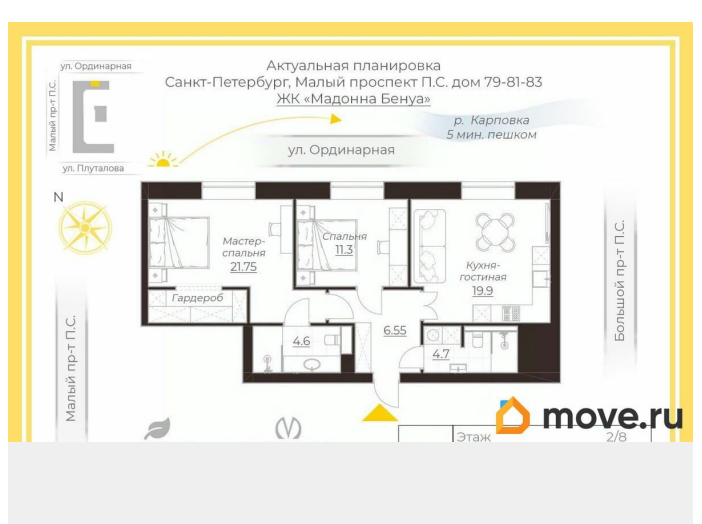 Актуальная планировка
Санкт-Петербург, Малый проспект П.С. дом 79-81-83
ЖК «Мадонна Бенуа»
ул. Ординарная
Малый пр-т П.С.
ул. Плуталова
р. Карповка
5 мин. пешком
ул. Ординарная
N
Мастер-
спальня
21.75
Спальня
11.3
Кухня-
гостиная
19.9
Гардероб
4.6
6.55
4.7
Малый пр-т П.С.
Большой пр-т П.С.
move.ru
Этаж 2/8